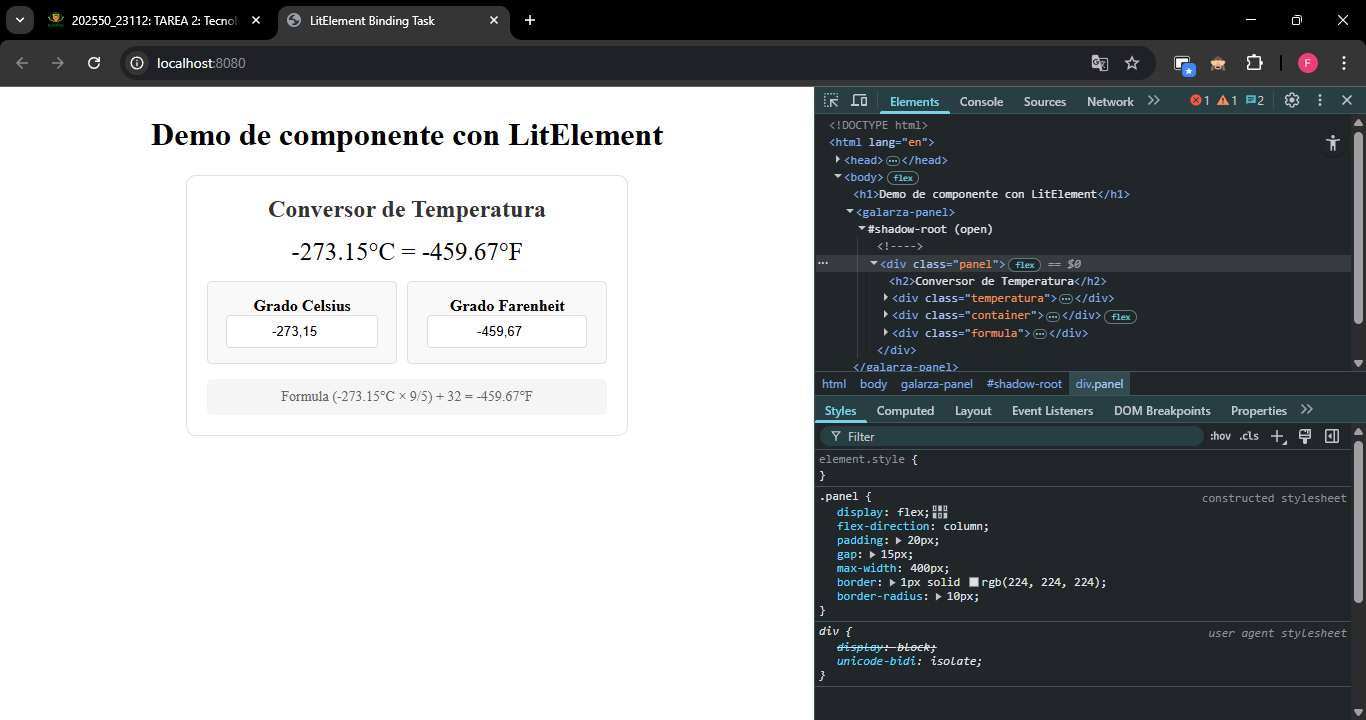 202550_23112: TAREA 2: Tecnol
LitElement Binding Task
localhost:8080
F
Demo de componente con LitElement
Conversor de Temperatura
-273.15°C = -459.67°F
Grado Celsius
-273,15
Grado Farenheit
-459,67
Formula (-273.15°C × 9/5) + 32 = -459.67°F
Elements Console Sources Network 1 1 2
<!DOCTYPE html>
<html lang="en">
<head> </head>
<body> flex
<h1>Demo de componente con LitElement</h1>
<galarza-panel>
#shadow-root (open)
<!---->
<div class="panel"> flex == $0
<h2>Conversor de Temperatura</h2>
<div class="temperatura"> </div>
<div class="container"> </div> flex
<div class="formula"> </div>
</div>
</galarza-panel>
html body galarza-panel #shadow-root div.panel
Styles Computed Layout Event Listeners DOM Breakpoints Properties
Filter :hov .cls
element.style {
}
.panel { constructed stylesheet
display: flex;
flex-direction: column;
padding: 20px;
gap: 15px;
max-width: 400px;
border: 1px solid rgb(224, 224, 224);
border-radius: 10px;
}
div { user agent stylesheet
display: block;
unicode-bidi: isolate;
}